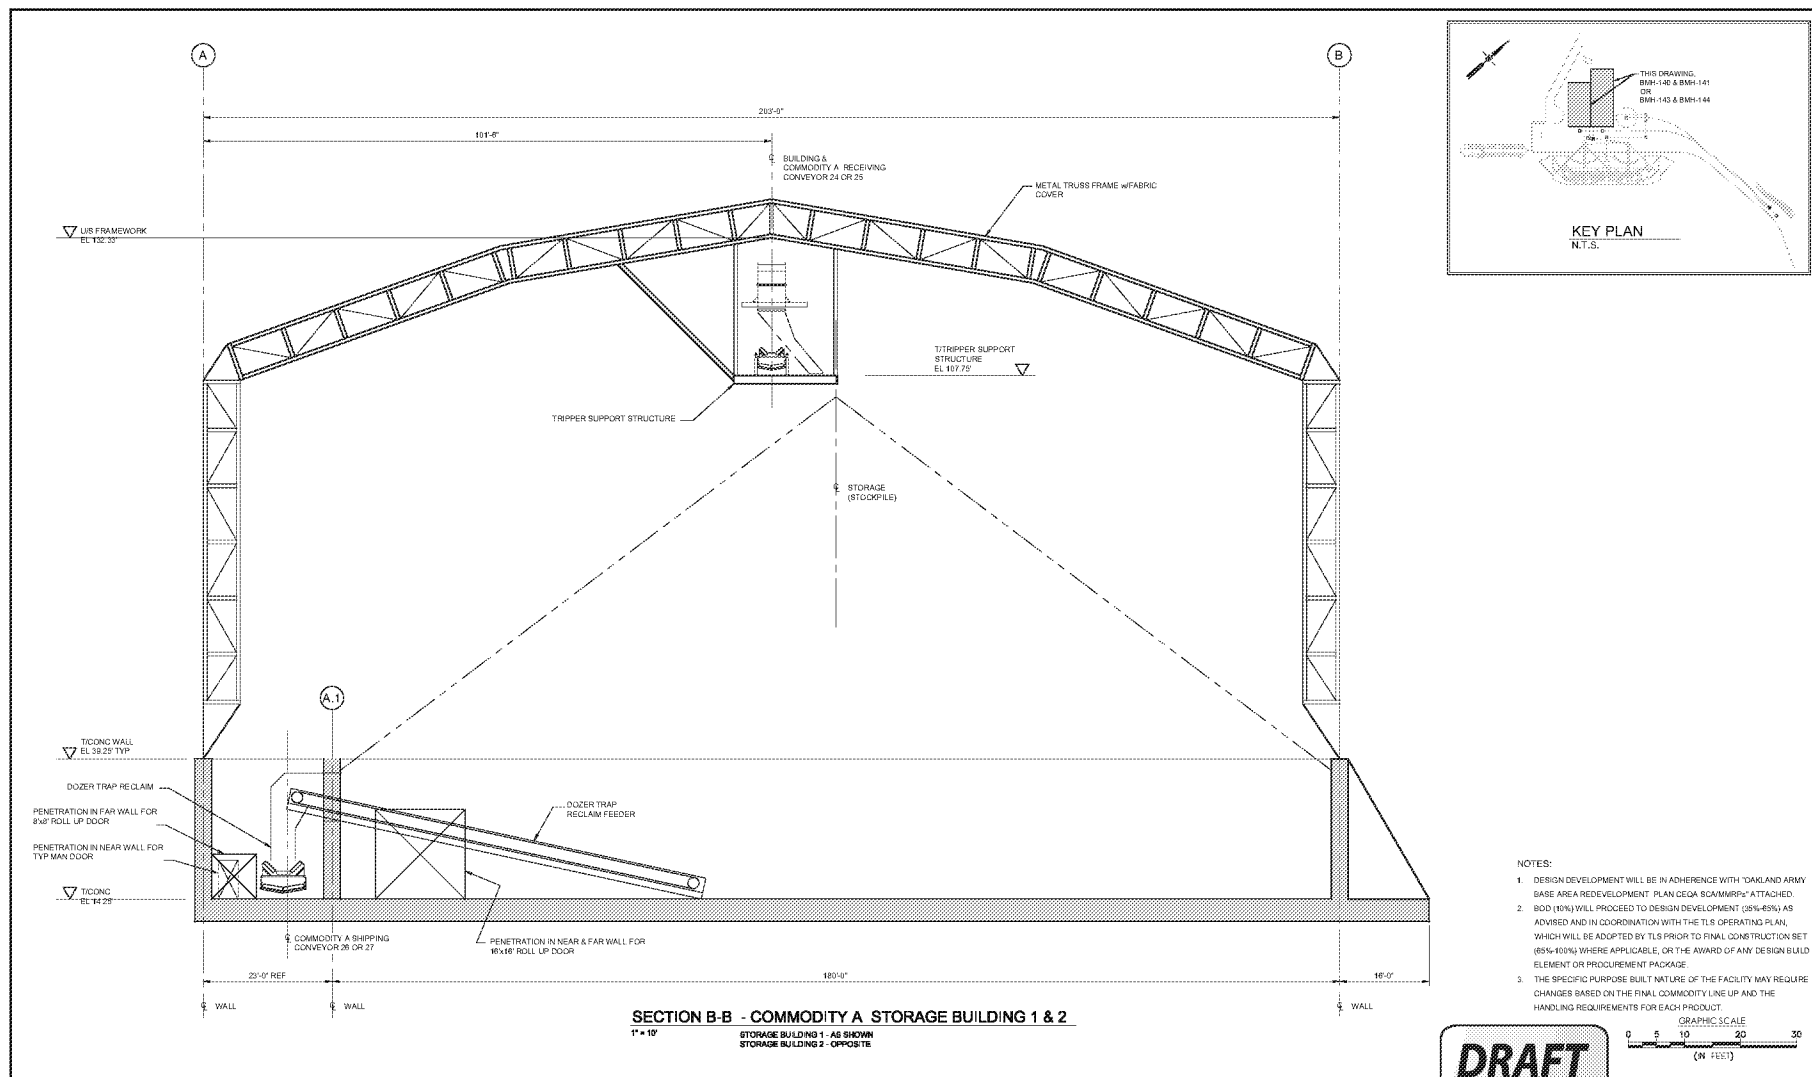 A
B
203'-0"
101'-6"
℄ BUILDING &
COMMODITY A RECEIVING
CONVEYOR 24 OR 25
METAL TRUSS FRAME w/FABRIC
COVER
U/S FRAMEWORK
EL 132.33'
T/TRIPPER SUPPORT
STRUCTURE
EL 107.75'
TRIPPER SUPPORT STRUCTURE
℄ STORAGE
(STOCKPILE)
A.1
T/CONC WALL
EL 39.25' TYP
DOZER TRAP RECLAIM
PENETRATION IN FAR WALL FOR
8'x8' ROLL UP DOOR
PENETRATION IN NEAR WALL FOR
TYP MAN DOOR
T/CONC
EL 14.25'
DOZER TRAP
RECLAIM FEEDER
℄ COMMODITY A SHIPPING
CONVEYOR 26 OR 27
PENETRATION IN NEAR & FAR WALL FOR
16'x16' ROLL UP DOOR
23'-0" REF
180'-0"
16'-0"
℄ WALL
℄ WALL
℄ WALL
SECTION B-B - COMMODITY A STORAGE BUILDING 1 & 2
1" = 10'
STORAGE BUILDING 1 - AS SHOWN
STORAGE BUILDING 2 - OPPOSITE
THIS DRAWING,
BMH-140 & BMH-141
OR
BMH-143 & BMH-144
KEY PLAN
N.T.S.
NOTES:
1. DESIGN DEVELOPMENT WILL BE IN ADHERENCE WITH "OAKLAND ARMY
BASE AREA REDEVELOPMENT PLAN CEQA SCA/MMRPs" ATTACHED.
2. BOD (10%) WILL PROCEED TO DESIGN DEVELOPMENT (35%-65%) AS
ADVISED AND IN COORDINATION WITH THE TLS OPERATING PLAN,
WHICH WILL BE ADOPTED BY TLS PRIOR TO FINAL CONSTRUCTION SET
(65%-100%) WHERE APPLICABLE, OR THE AWARD OF ANY DESIGN BUILD
ELEMENT OR PROCUREMENT PACKAGE.
3. THE SPECIFIC PURPOSE BUILT NATURE OF THE FACILITY MAY REQUIRE
CHANGES BASED ON THE FINAL COMMODITY LINE UP AND THE
HANDLING REQUIREMENTS FOR EACH PRODUCT.
GRAPHIC SCALE
0 5 10 20 30
(IN FEET)
DRAFT